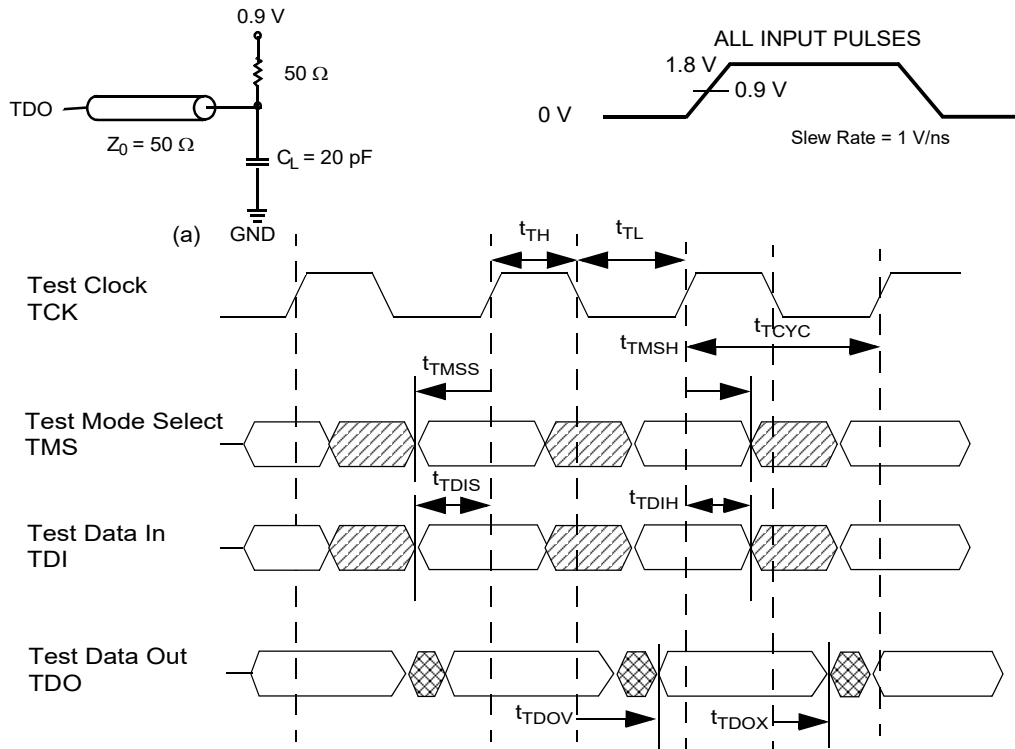 0.9 V
50 Ω
TDO
Z0 = 50 Ω
CL = 20 pF
(a) GND
ALL INPUT PULSES
1.8 V
0.9 V
0 V
Slew Rate = 1 V/ns
tTH
tTL
Test Clock
TCK
tTMSH
tTCYC
tTMSS
Test Mode Select
TMS
tTDIS
tTDIH
Test Data In
TDI
Test Data Out
TDO
tTDOV
tTDOX